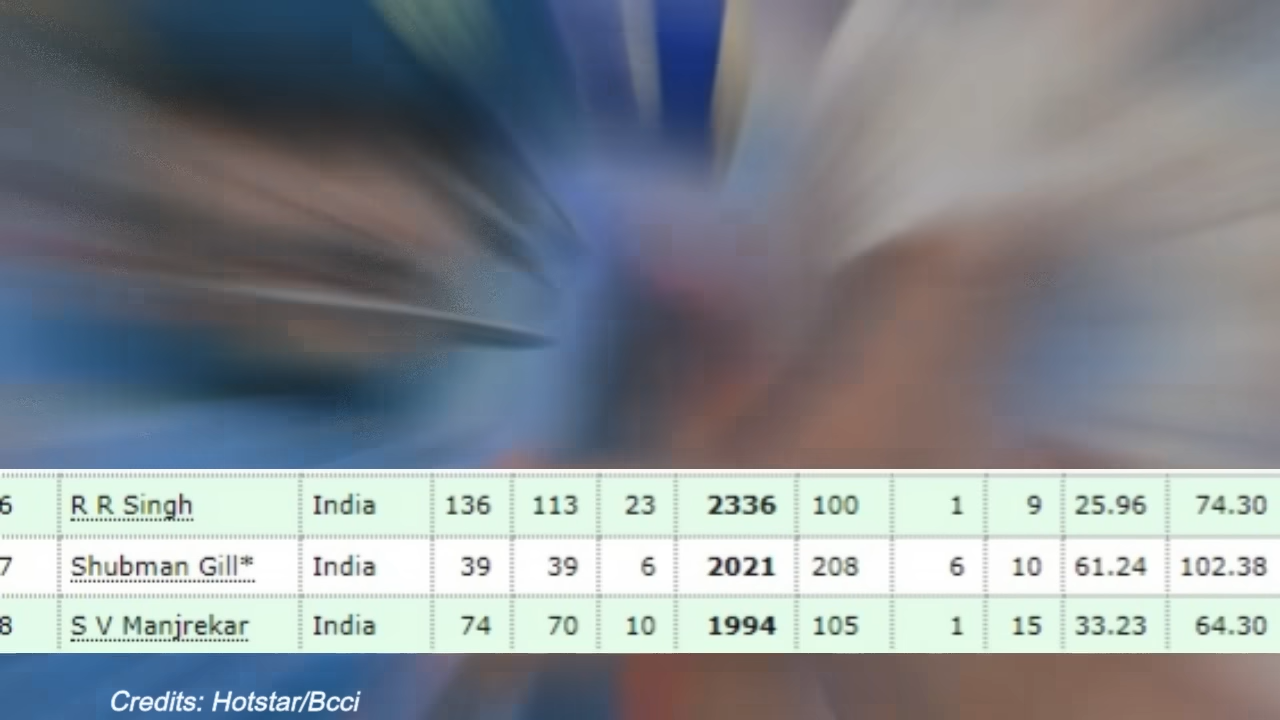 6 R R Singh India 136 113 23 2336 100 1 9 25.96 74.30
7 Shubman Gill* India 39 39 6 2021 208 6 10 61.24 102.38
8 S V Manjrekar India 74 70 10 1994 105 1 15 33.23 64.30
Credits: Hotstar/Bcci